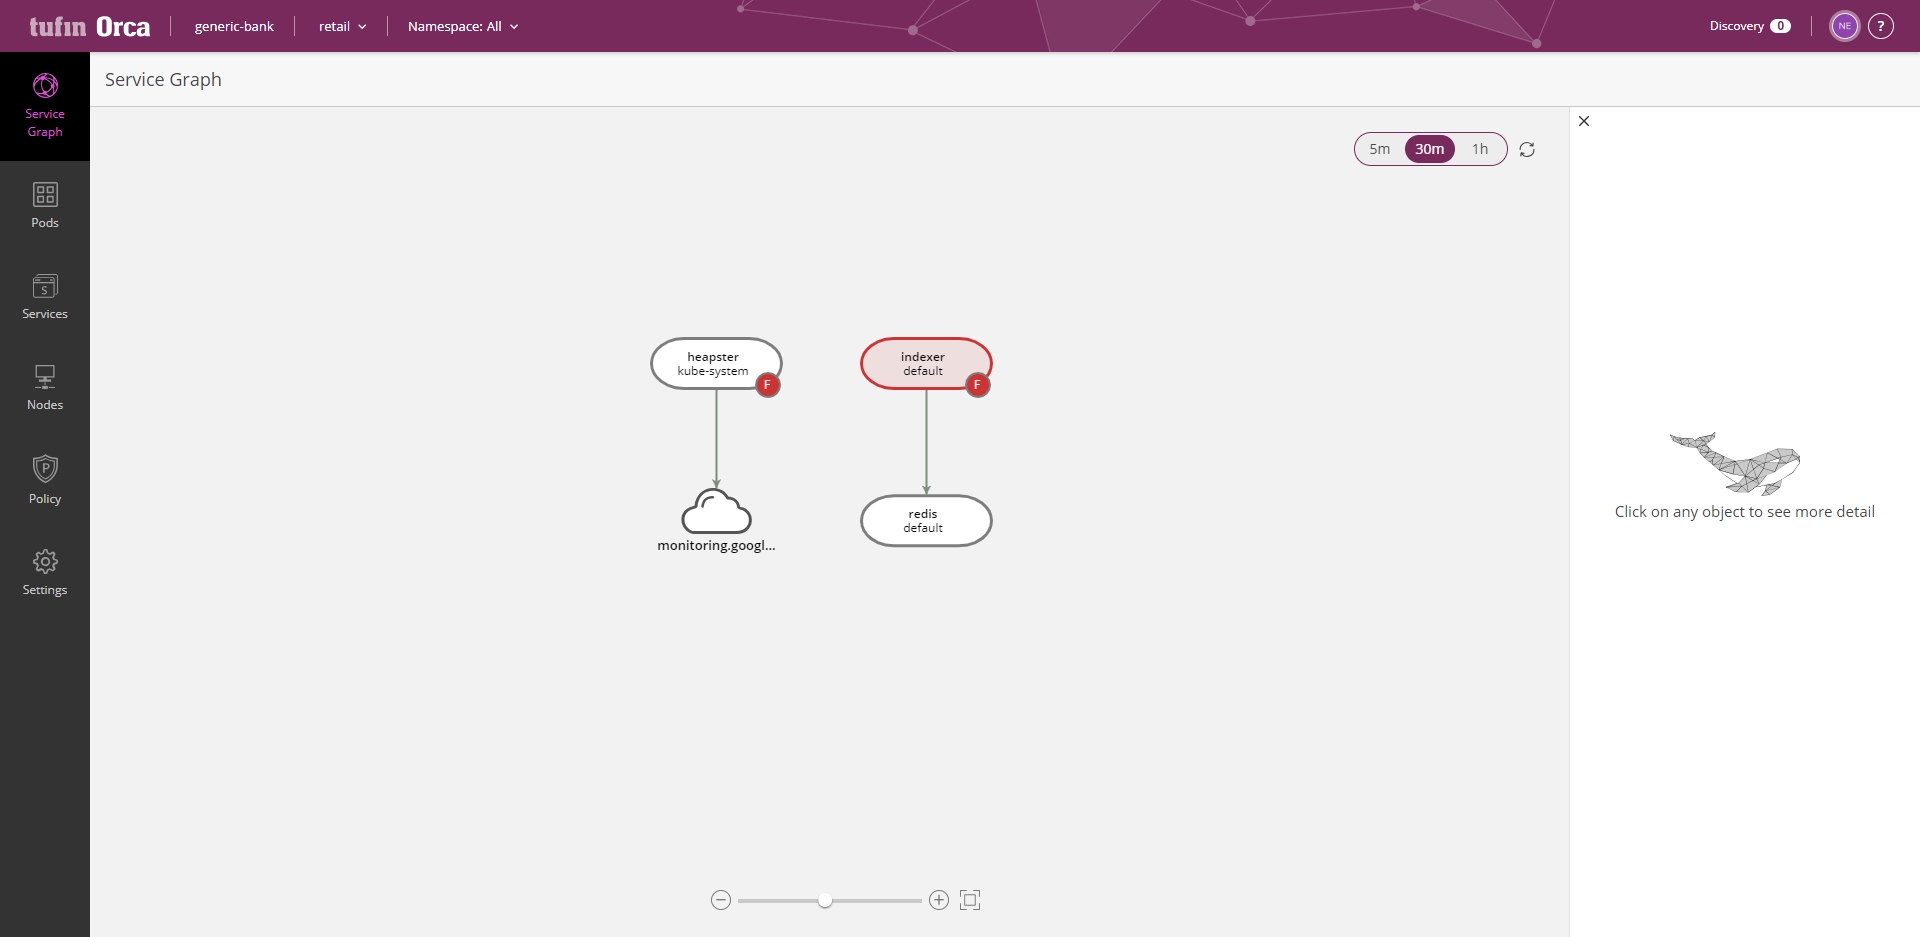 tufin Orca
generic-bank
retail
Namespace: All
Discovery 0
NE
?
Service Graph
Service
Graph
Pods
S
Services
Nodes
P
Policy
Settings
5m 30m 1h
heapster
kube-system
F
indexer
default
F
monitoring.googl...
redis
default
Click on any object to see more detail